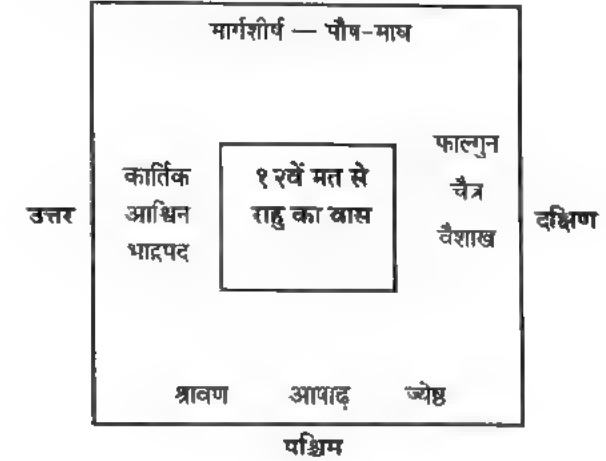 मार्गशीर्ष — पौष-माघ
फाल्गुन
कार्तिक
१२वें मत से
चैत्र
उत्तर
आश्विन
राहु का वास
दक्षिण
भाद्रपद
वैशाख
श्रावण आषाढ़ ज्येष्ठ
पश्चिम